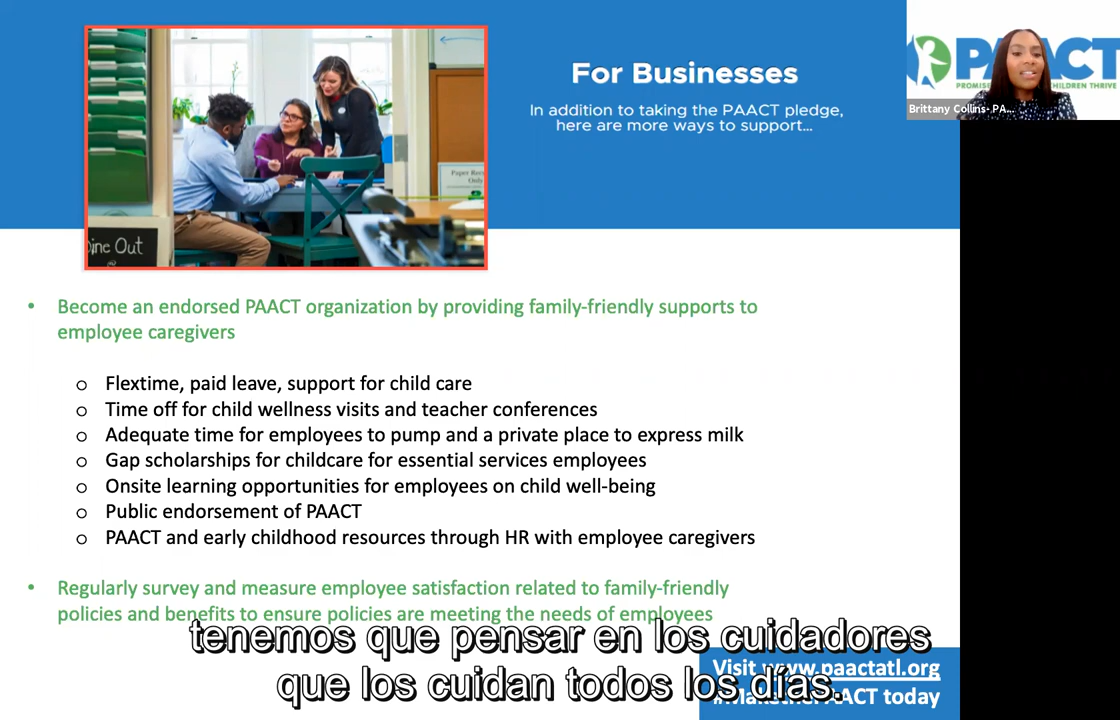 For Businesses
In addition to taking the PAACT pledge,
here are more ways to support...
PAACT
Brittany Collins-PA...
CHILDREN THRIVE
Paper Recy
Only
Dine Out
• Become an endorsed PAACT organization by providing family-friendly supports to
employee caregivers
o Flextime, paid leave, support for child care
o Time off for child wellness visits and teacher conferences
o Adequate time for employees to pump and a private place to express milk
o Gap scholarships for childcare for essential services employees
o Onsite learning opportunities for employees on child well-being
o Public endorsement of PAACT
o PAACT and early childhood resources through HR with employee caregivers
• Regularly survey and measure employee satisfaction related to family-friendly
policies and benefits to ensure policies are meeting the needs of employees
tenemos que pensar en los cuidadores
que los cuidan todos los días.
Visit www.paactatl.org
today